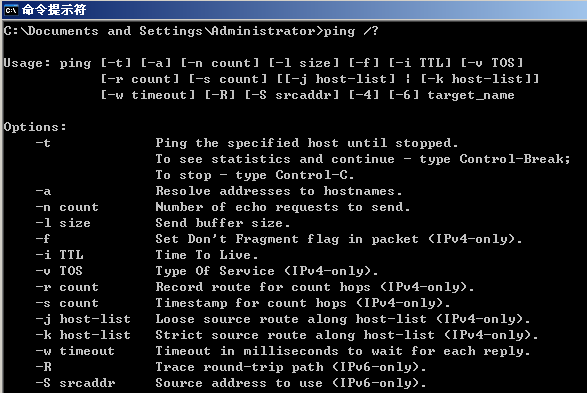 命令提示符
C:\Documents and Settings\Administrator>ping /?
Usage: ping [-t] [-a] [-n count] [-l size] [-f] [-i TTL] [-v TOS]
[-r count] [-s count] [[-j host-list] | [-k host-list]]
[-w timeout] [-R] [-S srcaddr] [-4] [-6] target_name
Options:
-t Ping the specified host until stopped.
To see statistics and continue - type Control-Break;
To stop - type Control-C.
-a Resolve addresses to hostnames.
-n count Number of echo requests to send.
-l size Send buffer size.
-f Set Don't Fragment flag in packet (IPv4-only).
-i TTL Time To Live.
-v TOS Type Of Service (IPv4-only).
-r count Record route for count hops (IPv4-only).
-s count Timestamp for count hops (IPv4-only).
-j host-list Loose source route along host-list (IPv4-only).
-k host-list Strict source route along host-list (IPv4-only).
-w timeout Timeout in milliseconds to wait for each reply.
-R Trace round-trip path (IPv6-only).
-S srcaddr Source address to use (IPv6-only).